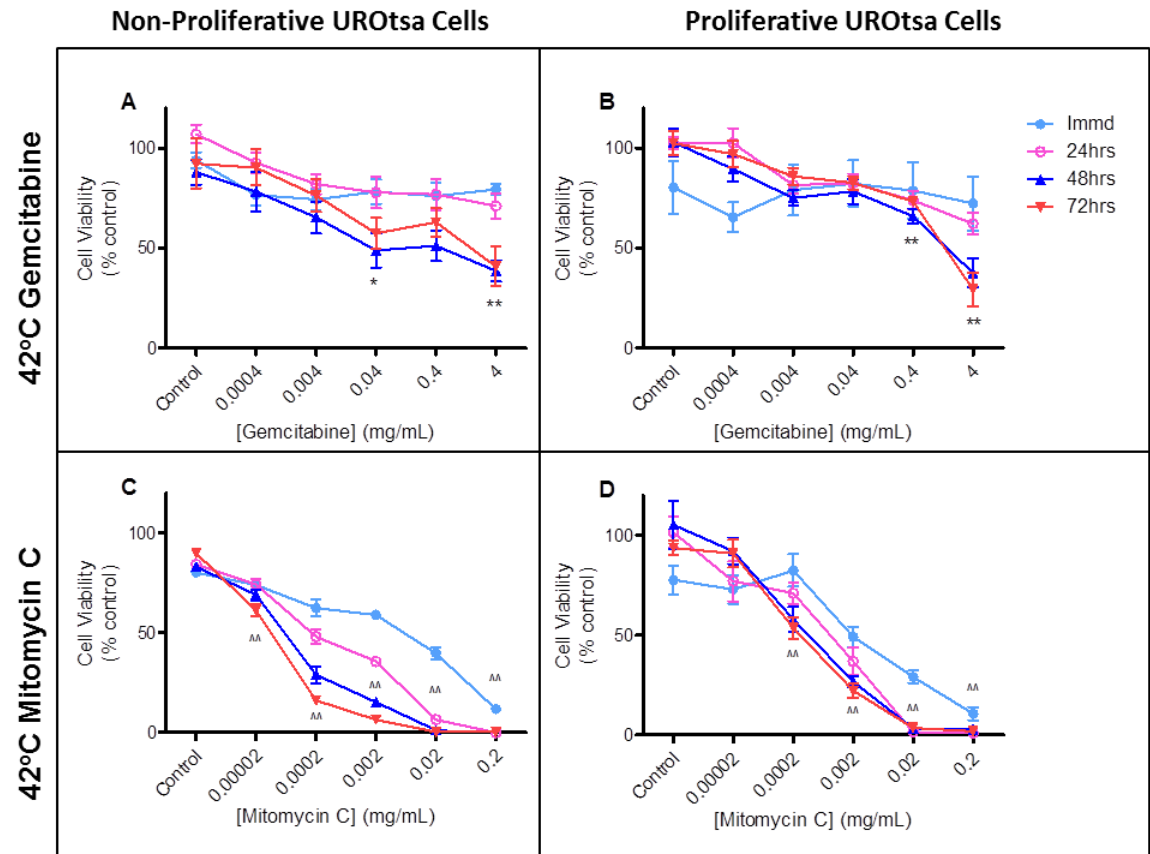 Non-Proliferative UROtsa Cells
Proliferative UROtsa Cells
42°C Gemcitabine
A
Cell Viability
(% control)
100
50
0
*
**
Control
0.0004
0.004
0.04
0.4
4
[Gemcitabine] (mg/mL)
B
Cell Viability
(% control)
100
50
0
**
**
Control
0.0004
0.004
0.04
0.4
4
[Gemcitabine] (mg/mL)
Immd
24hrs
48hrs
72hrs
42°C Mitomycin C
C
Cell Viability
(% control)
100
50
0
^^
^^
^^
^^
^^
Control
0.00002
0.0002
0.002
0.02
0.2
[Mitomycin C] (mg/mL)
D
Cell Viability
(% control)
100
50
0
^^
^^
^^
^^
Control
0.00002
0.0002
0.002
0.02
0.2
[Mitomycin C] (mg/mL)